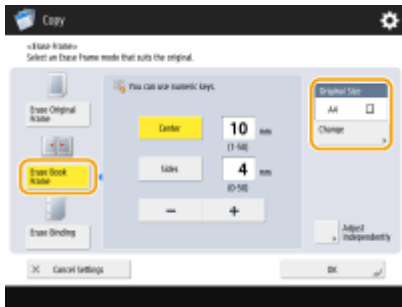 Copy
<Erase Frame>
Select an Erase Frame mode that suits the original.
You can use numeric keys.
Erase Original
Frame
Center
10 mm
(1-50)
Erase Book
Frame
Sides
4 mm
(0-50)
- +
Erase Binding
Original Size
A4
Change
Adjust
Independently
× Cancel Settings
OK